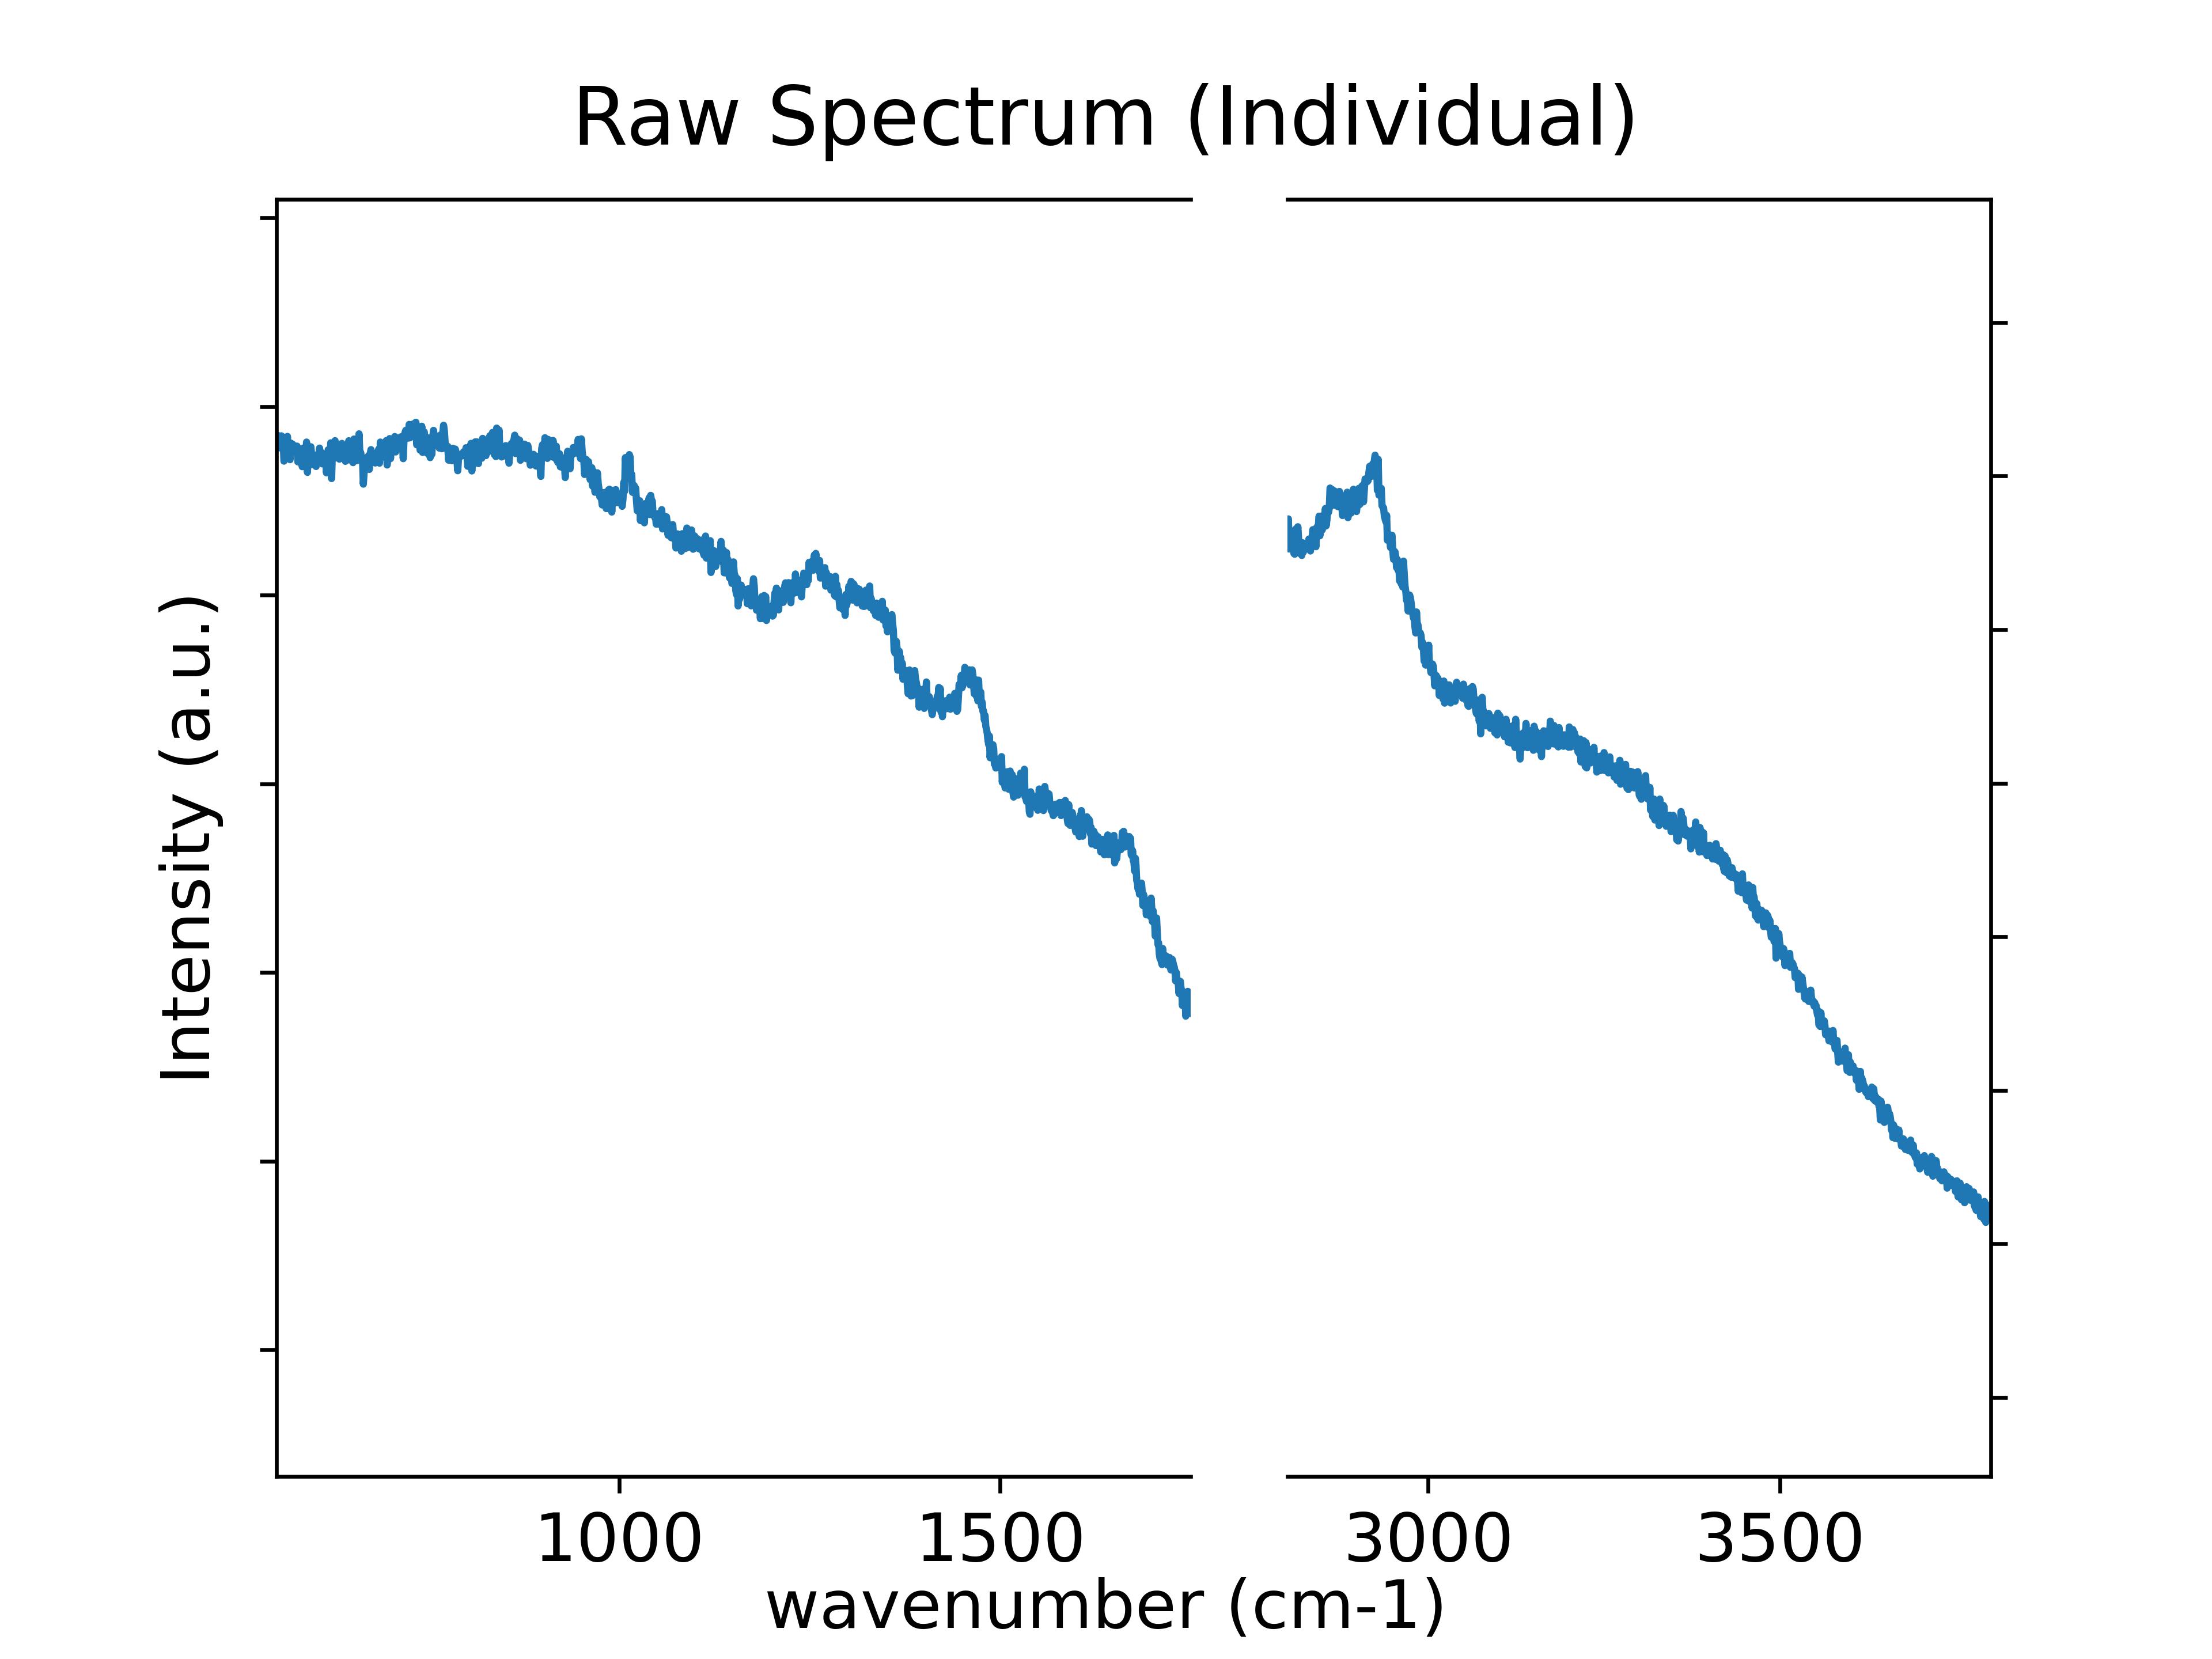 Raw Spectrum (Individual)
Intensity (a.u.)
1000 1500 3000 3500
wavenumber (cm-1)